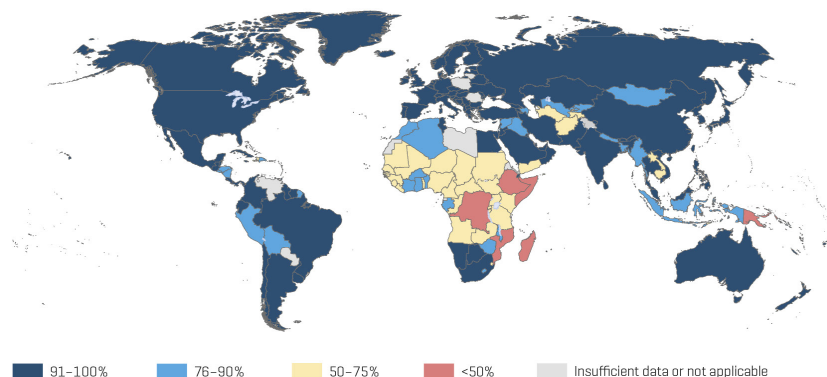 91–100% 76–90% 50–75% <50% Insufficient data or not applicable